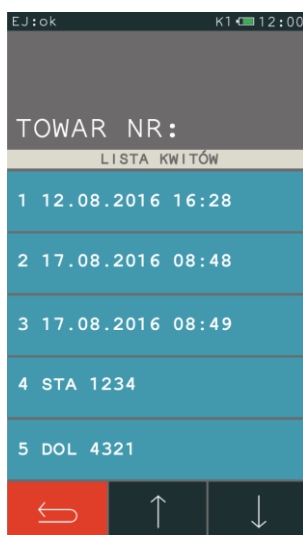 EJ:ok K1 12:00
TOWAR NR:
LISTA KWITÓW
1 12.08.2016 16:28
2 17.08.2016 08:48
3 17.08.2016 08:49
4 STA 1234
5 DOL 4321